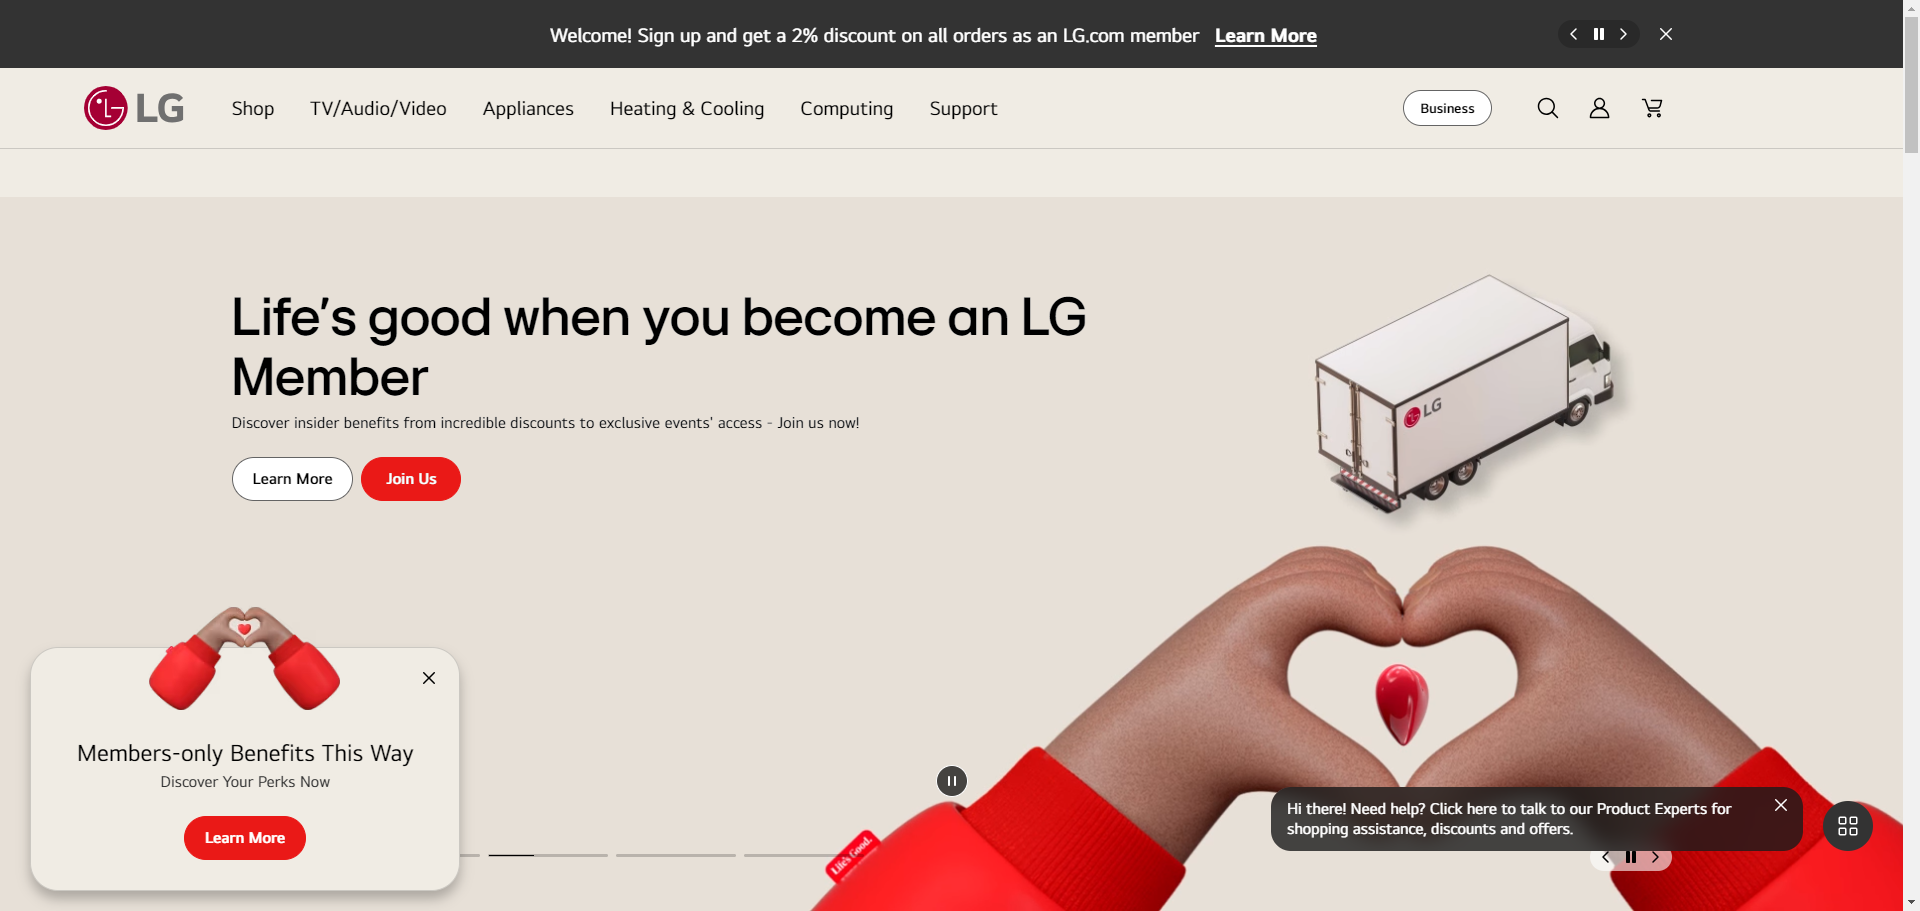 Welcome! Sign up and get a 2% discount on all orders as an LG.com member Learn More
LG
Shop TV/Audio/Video Appliances Heating & Cooling Computing Support
Business
Life's good when you become an LG
Member
Discover insider benefits from incredible discounts to exclusive events' access - Join us now!
Learn More Join Us
LG
Members-only Benefits This Way
Discover Your Perks Now
Learn More
Life's Good.
Hi there! Need help? Click here to talk to our Product Experts for
shopping assistance, discounts and offers.